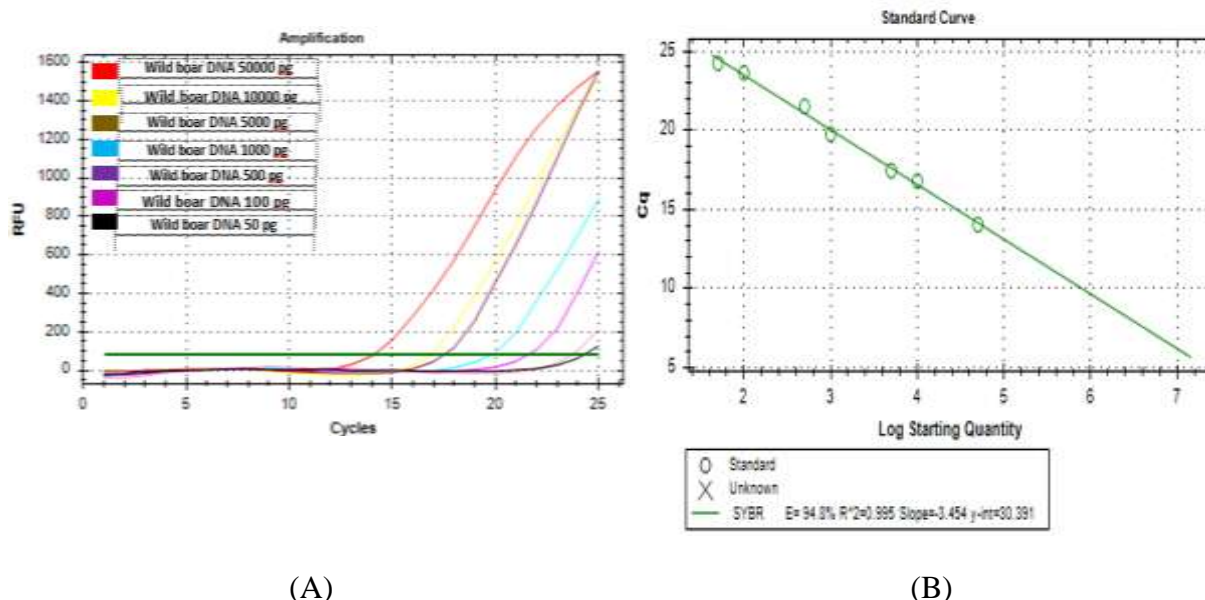 Amplification
1600
1400
1200
1000
800
600
400
200
0
RFU
0
5
10
15
20
25
Cycles
Wild boar DNA 50000 pg
Wild boar DNA 10000 pg
Wild boar DNA 5000 pg
Wild boar DNA 1000 pg
Wild boar DNA 500 pg
Wild boar DNA 100 pg
Wild boar DNA 50 pg
(A)
Standard Curve
25
20
15
10
5
Cq
2
3
4
5
6
7
Log Starting Quantity
Standard
Unknown
SYBR E= 94.8% R^2=0.995 Slope=-3.454 y-int=30.391
(B)